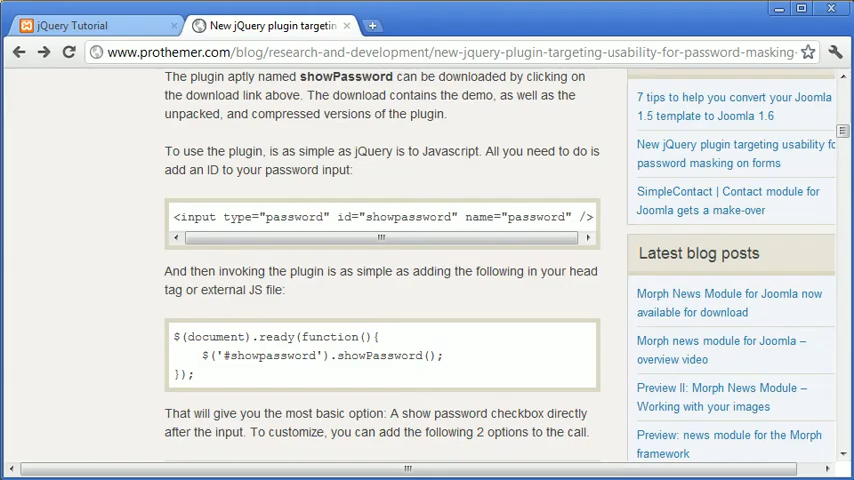 jQuery Tutorial
New jQuery plugin targetin
www.prothemer.com/blog/research-and-development/new-jquery-plugin-targeting-usability-for-password-masking-
The plugin aptly named showPassword can be downloaded by clicking on
the download link above. The download contains the demo, as well as the
unpacked, and compressed versions of the plugin.
To use the plugin, is as simple as jQuery is to Javascript. All you need to do is
add an ID to your password input:
<input type="password" id="showpassword" name="password" />
And then invoking the plugin is as simple as adding the following in your head
tag or external JS file:
$(document).ready(function(){
$('#showpassword').showPassword();
});
That will give you the most basic option: A show password checkbox directly
after the input. To customize, you can add the following 2 options to the call.
7 tips to help you convert your Joomla
1.5 template to Joomla 1.6
New jQuery plugin targeting usability fo
password masking on forms
SimpleContact | Contact module for
Joomla gets a make-over
Latest blog posts
Morph News Module for Joomla now
available for download
Morph news module for Joomla –
overview video
Preview II: Morph News Module –
Working with your images
Preview: news module for the Morph
framework